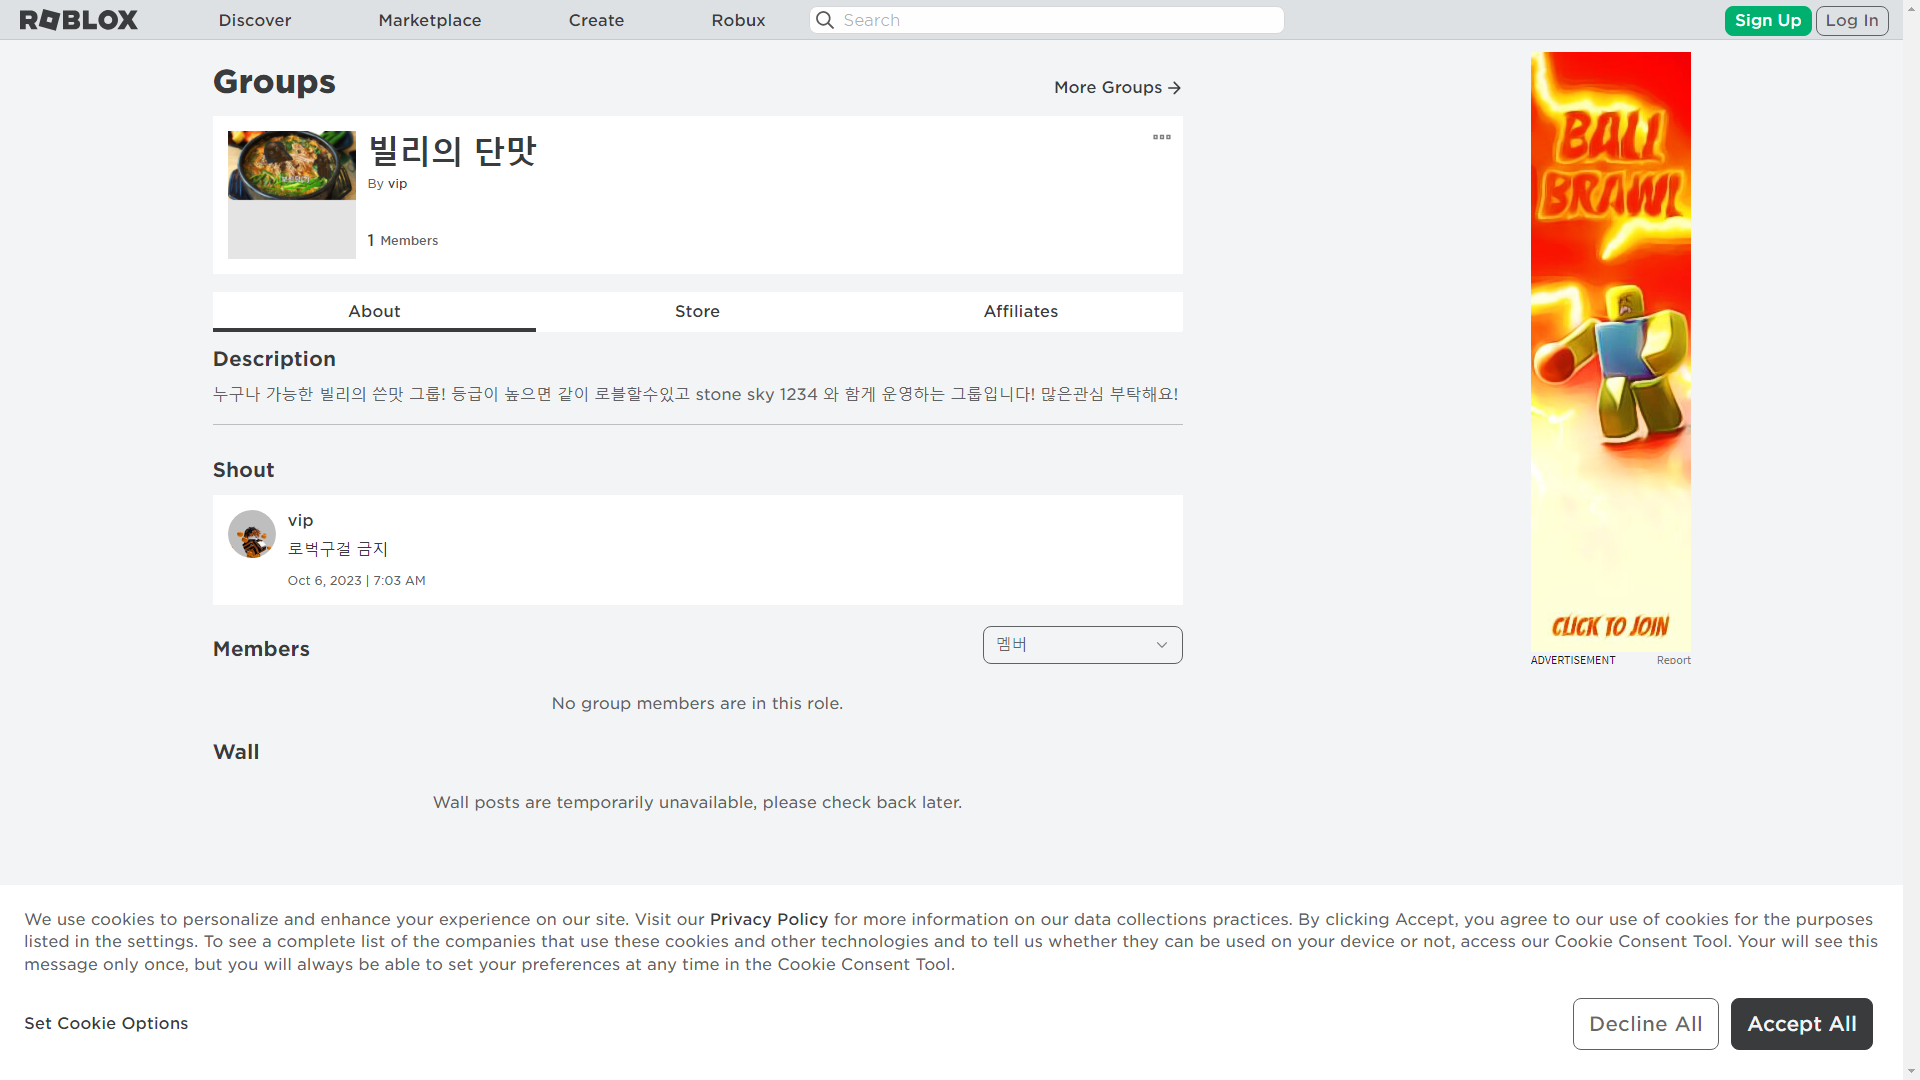 ROBLOX
Discover
Marketplace
Create
Robux
Search
Sign Up
Log In
Groups
More Groups
빌리의 단맛
By vip
1 Members
About
Store
Affiliates
Description
누구나 가능한 빌리의 쓴맛 그룹! 등급이 높으면 같이 로블할수있고 stone sky 1234 와 함게 운영하는 그룹입니다! 많은관심 부탁해요!
Shout
vip
로벅구걸 금지
Oct 6, 2023 | 7:03 AM
Members
멤버
No group members are in this role.
Wall
Wall posts are temporarily unavailable, please check back later.
BALL
BRAWL
CLICK TO JOIN
ADVERTISEMENT
Report
We use cookies to personalize and enhance your experience on our site. Visit our Privacy Policy for more information on our data collections practices. By clicking Accept, you agree to our use of cookies for the purposes
listed in the settings. To see a complete list of the companies that use these cookies and other technologies and to tell us whether they can be used on your device or not, access our Cookie Consent Tool. Your will see this
message only once, but you will always be able to set your preferences at any time in the Cookie Consent Tool.
Set Cookie Options
Decline All
Accept All